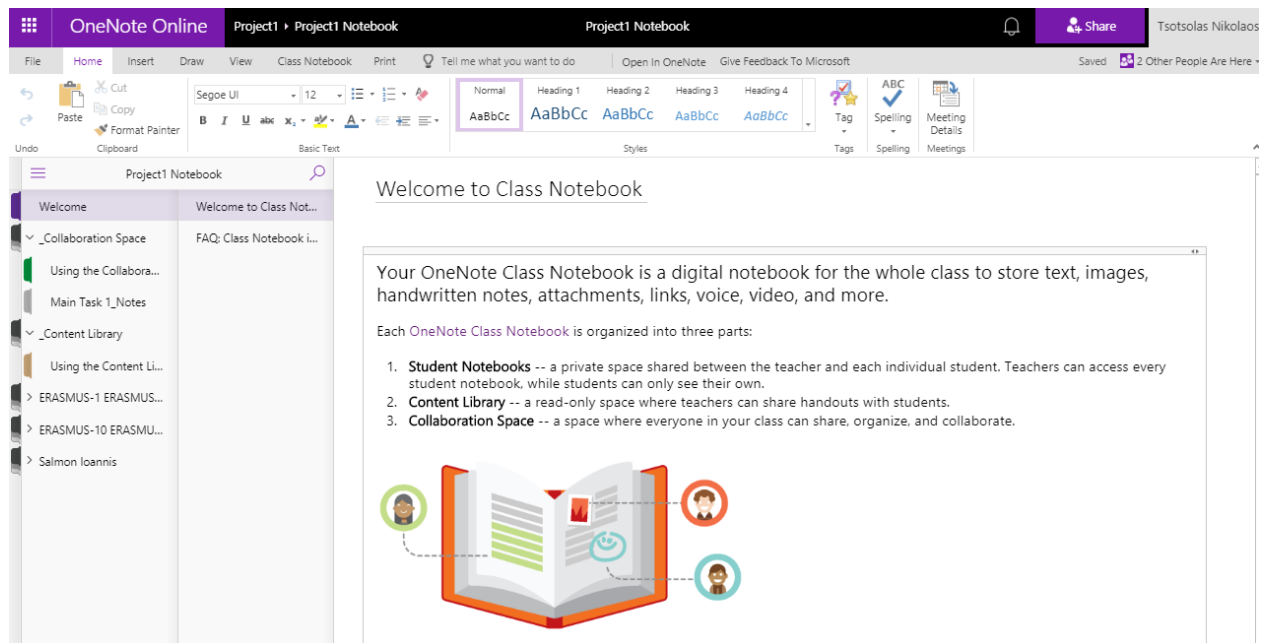 OneNote Online Project1 ▸ Project1 Notebook Project1 Notebook Share Tsotsolas Nikolaos
File Home Insert Draw View Class Notebook Print Tell me what you want to do Open In OneNote Give Feedback To Microsoft Saved 2 Other People Are Here
Cut
Copy
Format Painter
Paste
Undo
Clipboard
Segoe UI 12
B I U abc x₂ A
Basic Text
Normal Heading 1 Heading 2 Heading 3 Heading 4
AaBbCc AaBbCc AaBbCc AaBbCc AaBbCc
Styles
Tag
Tags
ABC
Spelling
Spelling
Meeting
Details
Meetings
Project1 Notebook
Welcome
_Collaboration Space
Using the Collabora...
Main Task 1_Notes
_Content Library
Using the Content Li...
ERASMUS-1 ERASMUS...
ERASMUS-10 ERASMU...
Salmon Ioannis
Welcome to Class Not...
FAQ: Class Notebook i...
Welcome to Class Notebook
Your OneNote Class Notebook is a digital notebook for the whole class to store text, images,
handwritten notes, attachments, links, voice, video, and more.
Each OneNote Class Notebook is organized into three parts:
1. Student Notebooks -- a private space shared between the teacher and each individual student. Teachers can access every
student notebook, while students can only see their own.
2. Content Library -- a read-only space where teachers can share handouts with students.
3. Collaboration Space -- a space where everyone in your class can share, organize, and collaborate.